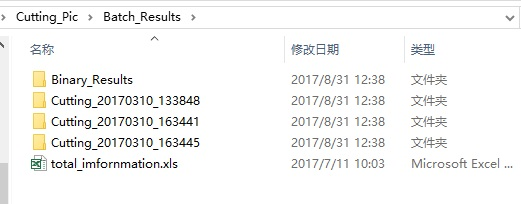 Cutting_Pic > Batch_Results >
名称 修改日期 类型
Binary_Results 2017/8/31 12:38 文件夹
Cutting_20170310_133848 2017/8/31 12:38 文件夹
Cutting_20170310_163441 2017/8/31 12:38 文件夹
Cutting_20170310_163445 2017/8/31 12:38 文件夹
total_imfornmation.xls 2017/7/11 10:03 Microsoft Excel ...